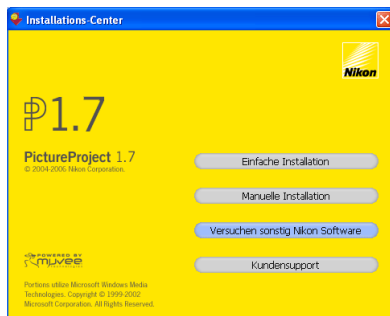 Installations-Center
Nikon
P1.7
PictureProject 1.7
© 2004-2006 Nikon Corporation.
Einfache Installation
Manuelle Installation
Versuchen sonstig Nikon Software
Kundensupport
POWERED BY
muvee
Portions utilize Microsoft Windows Media
Technologies. Copyright © 1999-2002
Microsoft Corporation. All Rights Reserved.